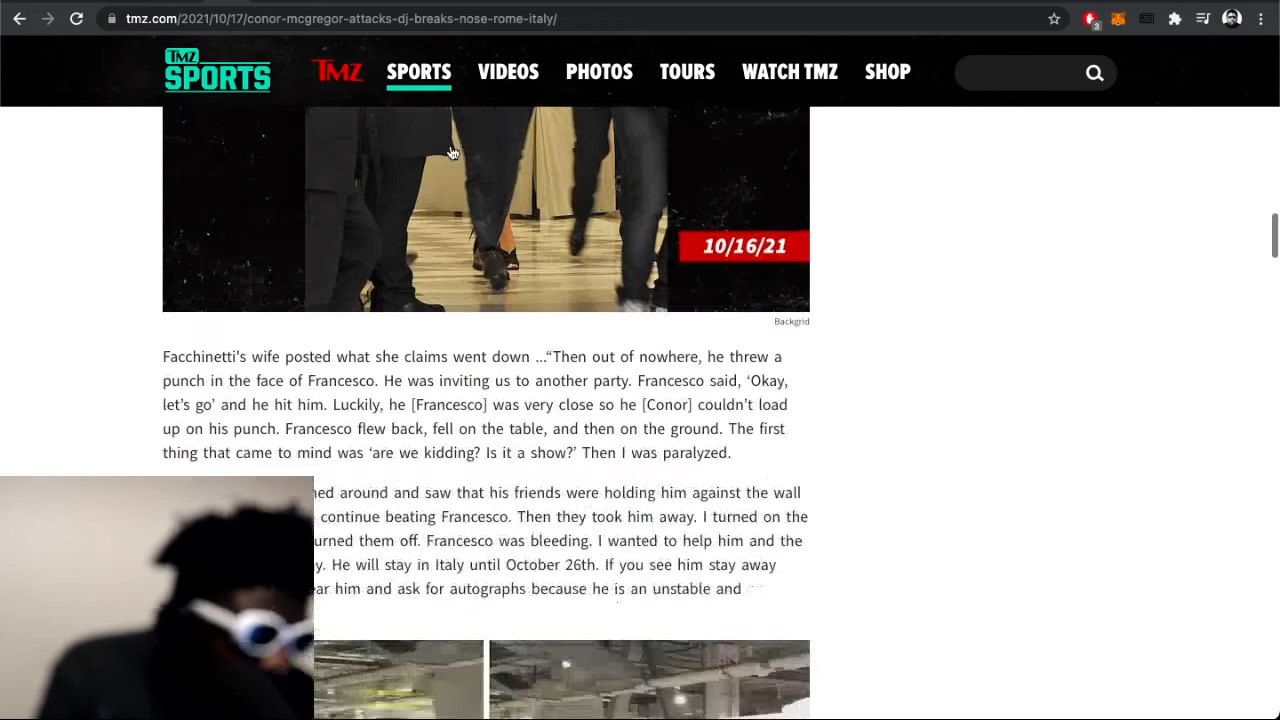 tmz.com/2021/10/17/conor-mcgregor-attacks-dj-breaks-nose-rome-italy/
3
TMZ
SPORTS
TMZ SPORTS VIDEOS PHOTOS TOURS WATCH TMZ SHOP
10/16/21
Backgrid
Facchinetti's wife posted what she claims went down ...“Then out of nowhere, he threw a
punch in the face of Francesco. He was inviting us to another party. Francesco said, ‘Okay,
let’s go’ and he hit him. Luckily, he [Francesco] was very close so he [Conor] couldn’t load
up on his punch. Francesco flew back, fell on the table, and then on the ground. The first
thing that came to mind was ‘are we kidding? Is it a show?’ Then I was paralyzed.
around and saw that his friends were holding him against the wall
continue beating Francesco. Then they took him away. I turned on the
them off. Francesco was bleeding. I wanted to help him and the
He will stay in Italy until October 26th. If you see him stay away
him and ask for autographs because he is an unstable and